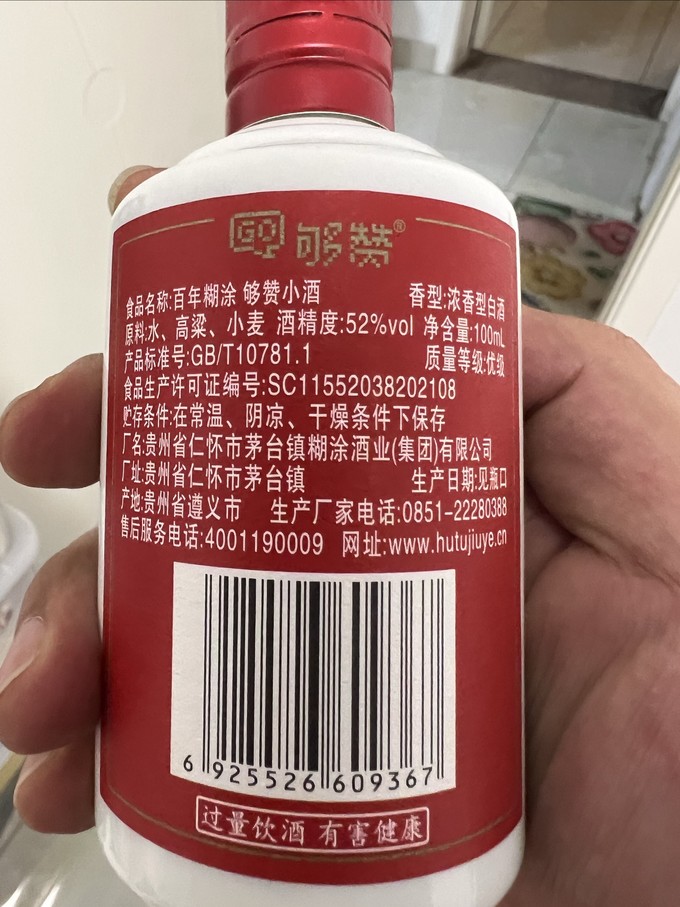 GO 够赞®
食品名称:百年糊涂 够赞小酒 香型:浓香型白酒
原料:水、高粱、小麦 酒精度:52%vol 净含量:100mL
产品标准号:GB/T10781.1 质量等级:优级
食品生产许可证编号:SC11552038202108
贮存条件:在常温、阴凉、干燥条件下保存
厂名:贵州省仁怀市茅台镇糊涂酒业(集团)有限公司
厂址:贵州省仁怀市茅台镇 生产日期:见瓶口
产地:贵州省遵义市 生产厂家电话:0851-22280388
售后服务电话:4001190009 网址:www.hutujiuye.cn
6 925526 609367
过量饮酒 有害健康